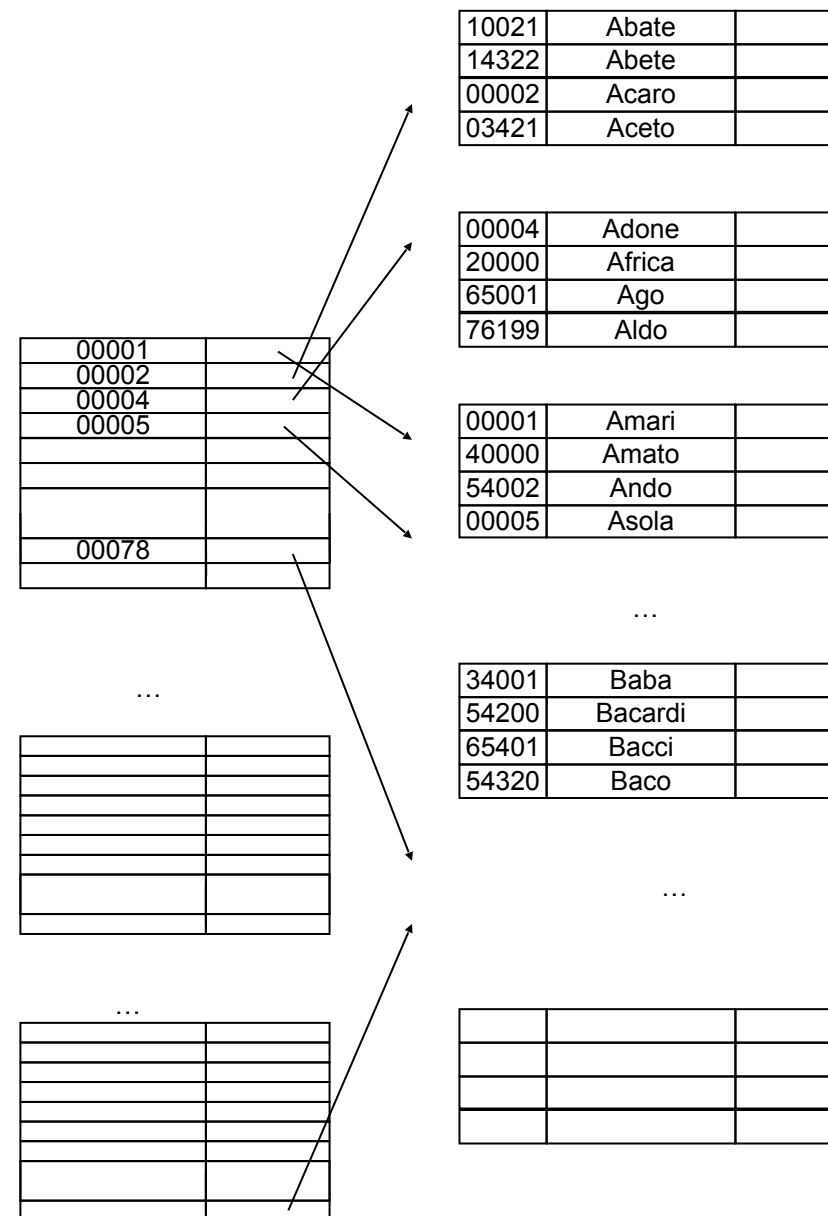 00001
00002
00004
00005
00078
…
…
10021 Abate
14322 Abete
00002 Acaro
03421 Aceto
00004 Adone
20000 Africa
65001 Ago
76199 Aldo
00001 Amari
40000 Amato
54002 Ando
00005 Asola
…
34001 Baba
54200 Bacardi
65401 Bacci
54320 Baco
…